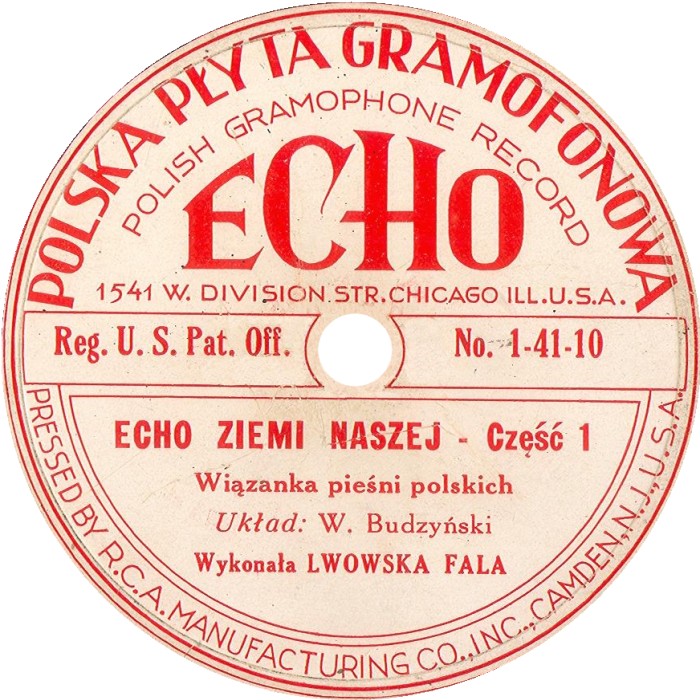 POLSKA PŁYTA GRAMOFONOWA
POLISH GRAMOPHONE RECORD
ECHO
1541 W. DIVISION STR. CHICAGO ILL. U.S.A.
Reg. U. S. Pat. Off.
No. 1-41-10
ECHO ZIEMI NASZEJ - Część 1
Wiązanka pieśni polskich
Układ: W. Budzyński
Wykonała LWOWSKA FALA
PRESSED BY R.C.A. MANUFACTURING CO., INC., CAMDEN, N.J., U.S.A.